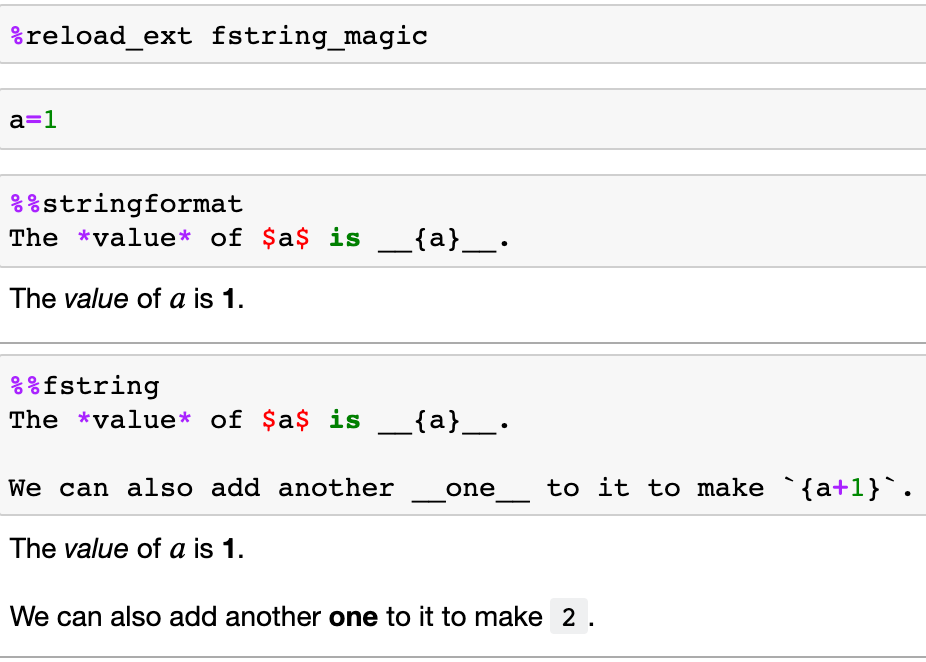 %reload_ext fstring_magic
a=1
%%stringformat
The *value* of $a$ is __{a}__.
The value of a is 1.
%%fstring
The *value* of $a$ is __{a}__.
We can also add another __one__ to it to make `{a+1}`.
The value of a is 1.
We can also add another one to it to make 2.